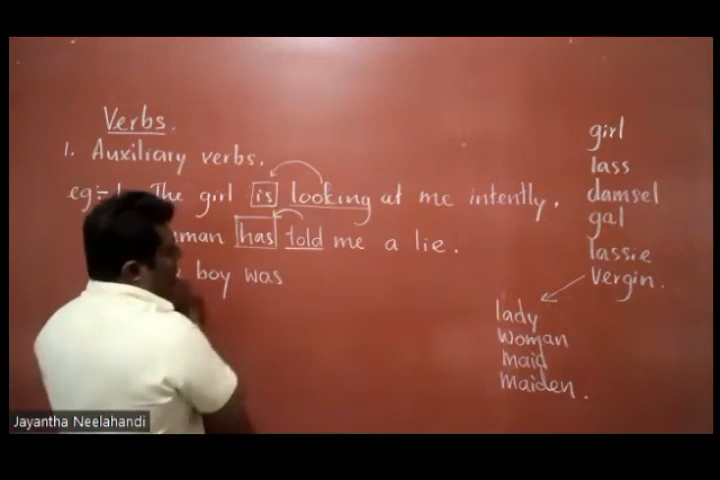 Verbs.
1. Auxiliary verbs.
eg:- The girl is looking at me intently.
has told me a lie.
boy was
girl
lass
damsel
gal
lassie
vergin.
lady
woman
maid
maiden.
Jayantha Neelahandi